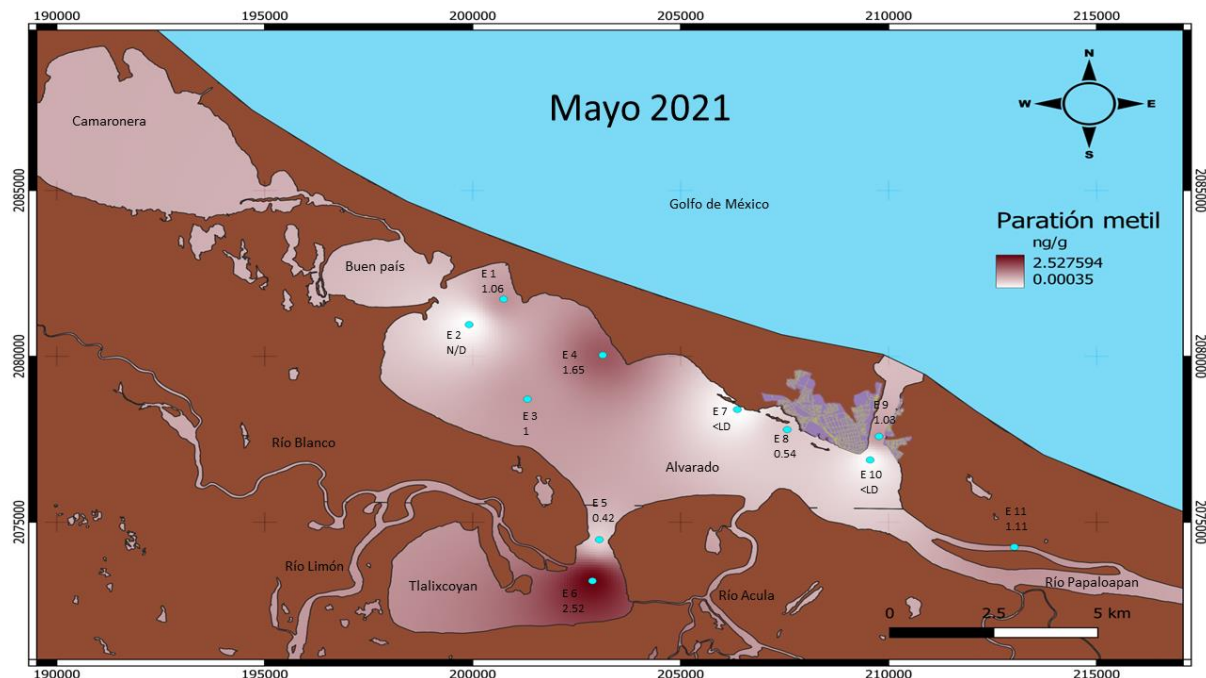 190000 195000 200000 205000 210000 215000
Mayo 2021
N
W E
S
Camaronera
2085000 2085000
Golfo de México
Paratión metil
ng/g
2.527594
0.00035
Buen país
E 1
1.06
E 2
N/D
2080000 2080000
E 4
1.65
E 3
1
E 7
<LD
E 8
0.54
E 9
1.03
Río Blanco
Alvarado
E 10
<LD
E 5
0.42
2075000 2075000
E 11
1.11
Río Limón
Tlalixcoyan
E 6
2.52
Río Acula
Río Papaloapan
0 2.5 5 km
190000 195000 200000 205000 210000 215000